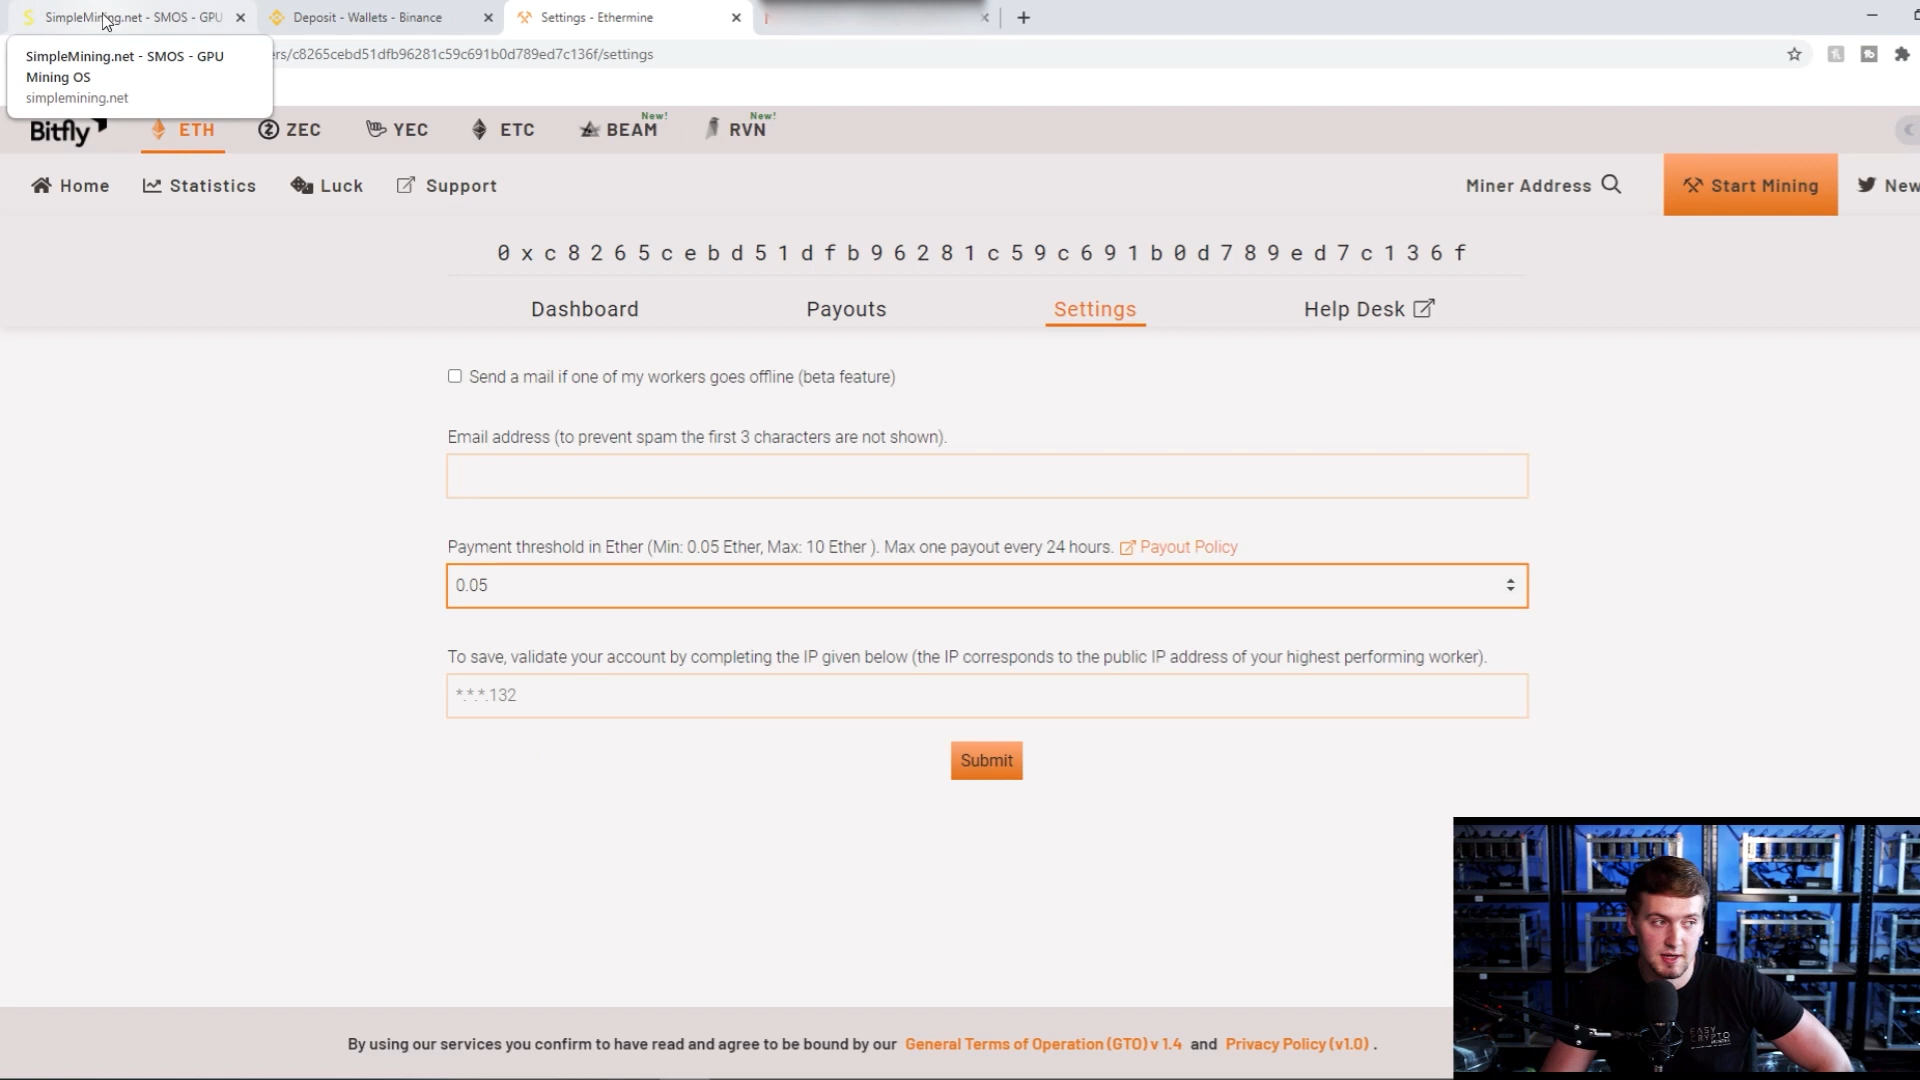 SimpleMining.net - SMOS - GPU
Deposit - Wallets - Binance
Settings - Ethermine
SimpleMining.net - SMOS - GPU
Mining OS
simplemining.net
ers/c8265cebd51dfb96281c59c691b0d789ed7c136f/settings
Bitfly
ETH
ZEC
YEC
ETC
BEAM
New!
RVN
New!
Home
Statistics
Luck
Support
Miner Address
Start Mining
New
0xc8265cebd51dfb96281c59c691b0d789ed7c136f
Dashboard
Payouts
Settings
Help Desk
Send a mail if one of my workers goes offline (beta feature)
Email address (to prevent spam the first 3 characters are not shown).
Payment threshold in Ether (Min: 0.05 Ether, Max: 10 Ether ). Max one payout every 24 hours. Payout Policy
0.05
To save, validate your account by completing the IP given below (the IP corresponds to the public IP address of your highest performing worker).
*.*.*.132
Submit
By using our services you confirm to have read and agree to be bound by our General Terms of Operation (GTO) v 1.4 and Privacy Policy (v1.0) .
EASY
CRYPTO